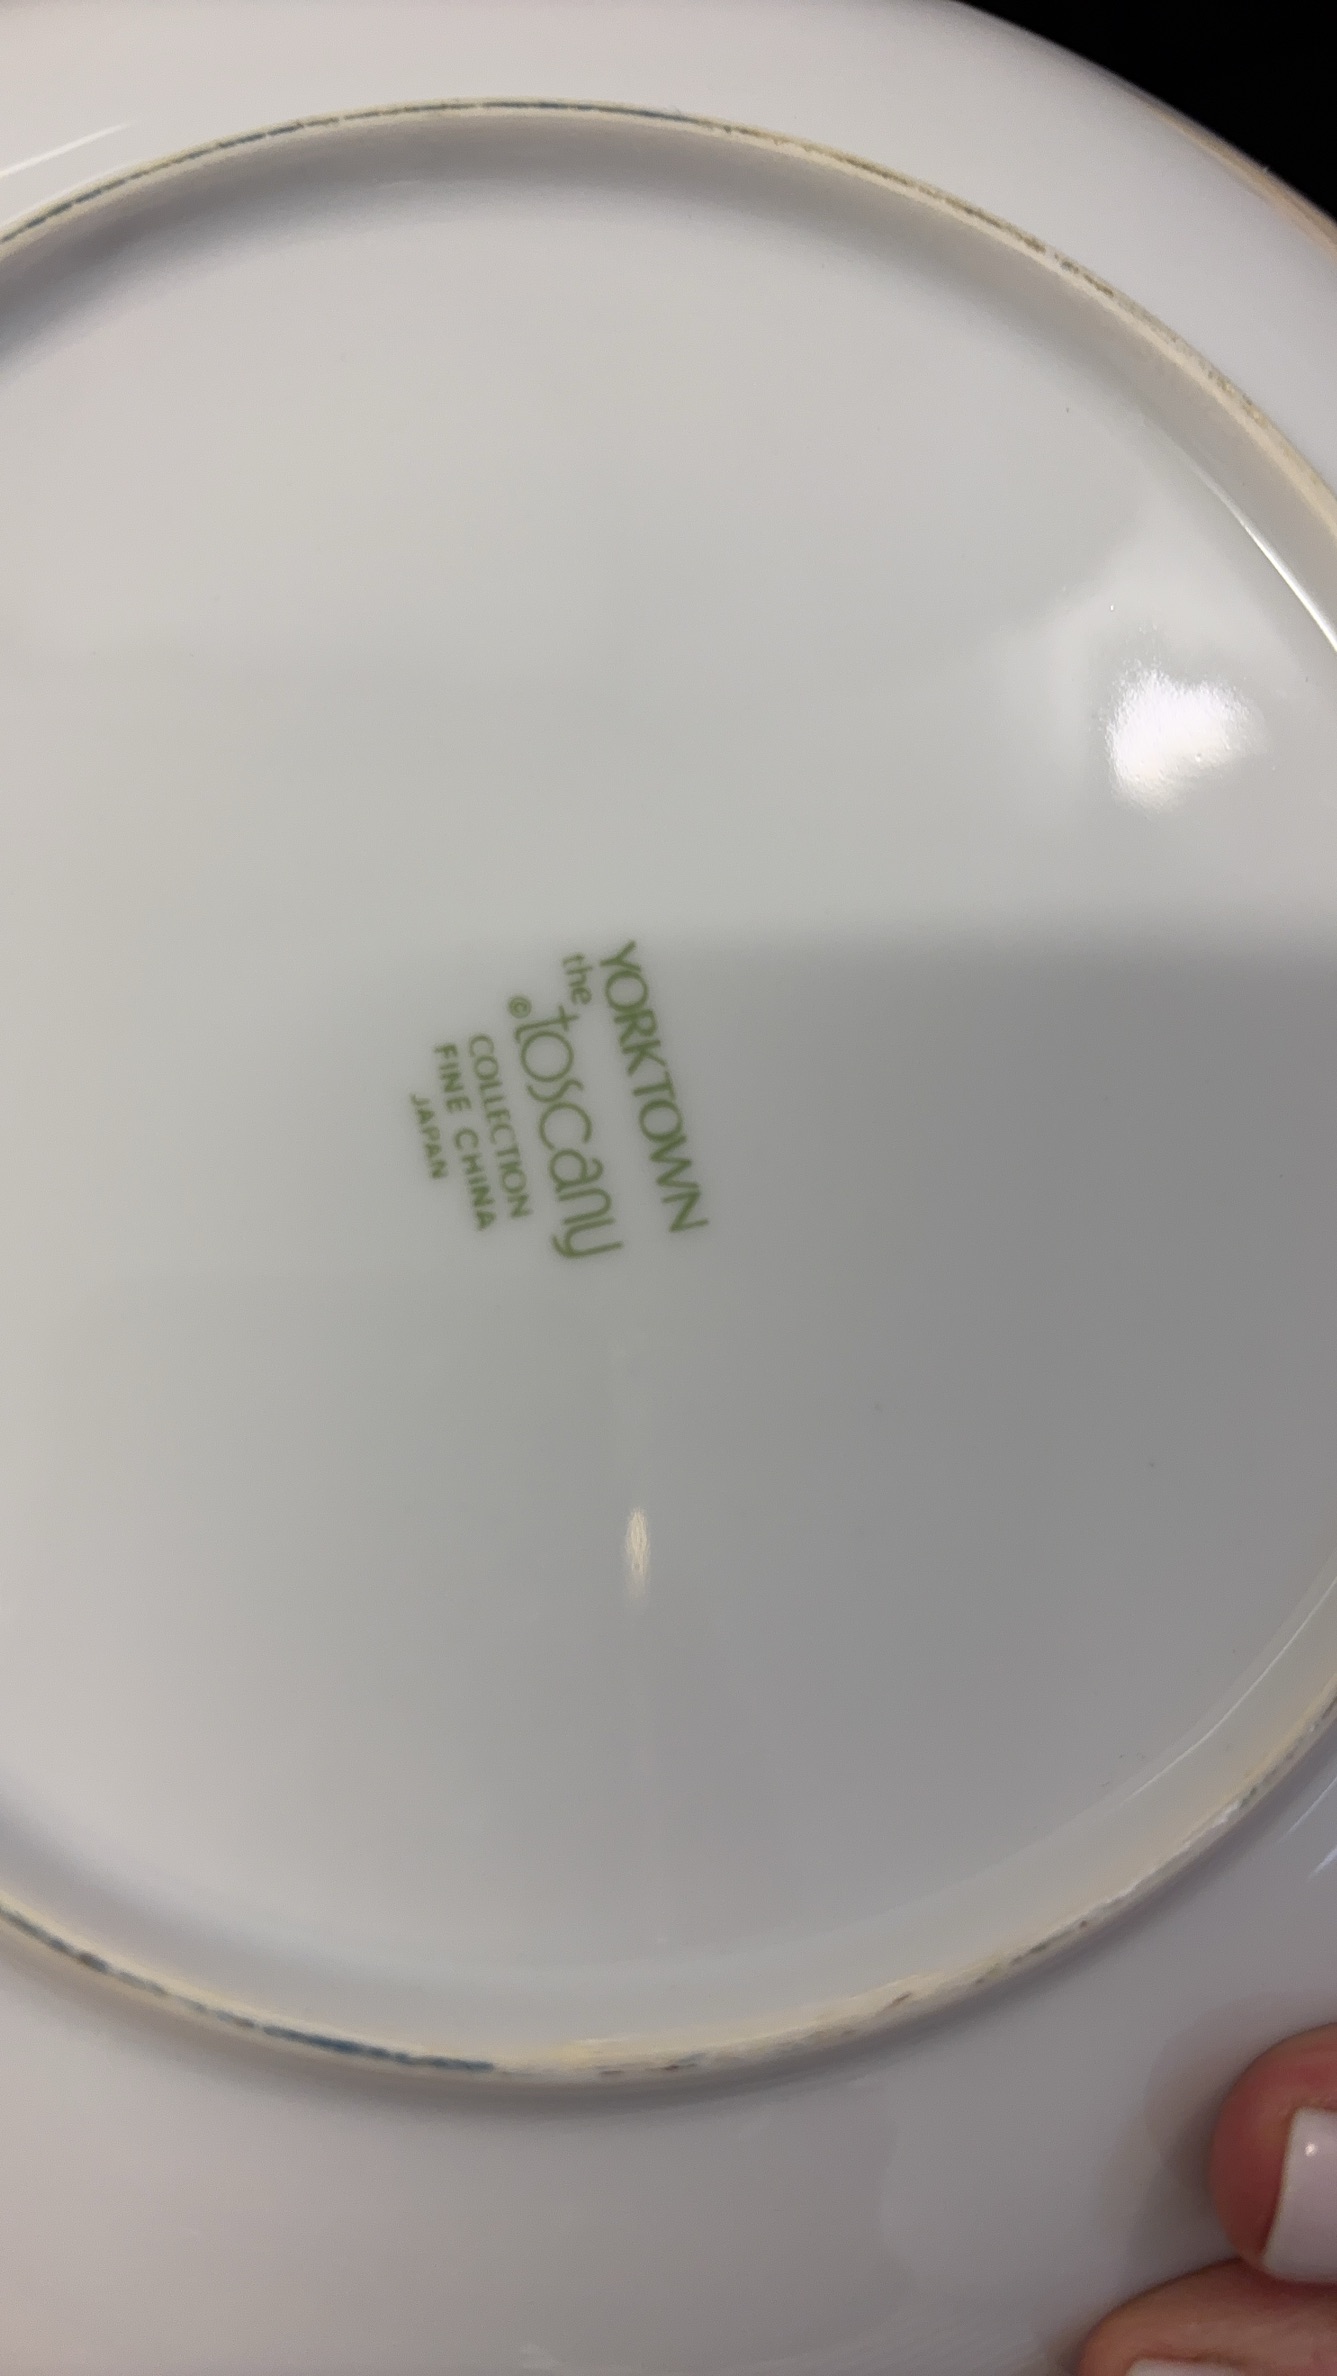 YORKTOWN
the
©toscany
COLLECTION
FINE CHINA
JAPAN